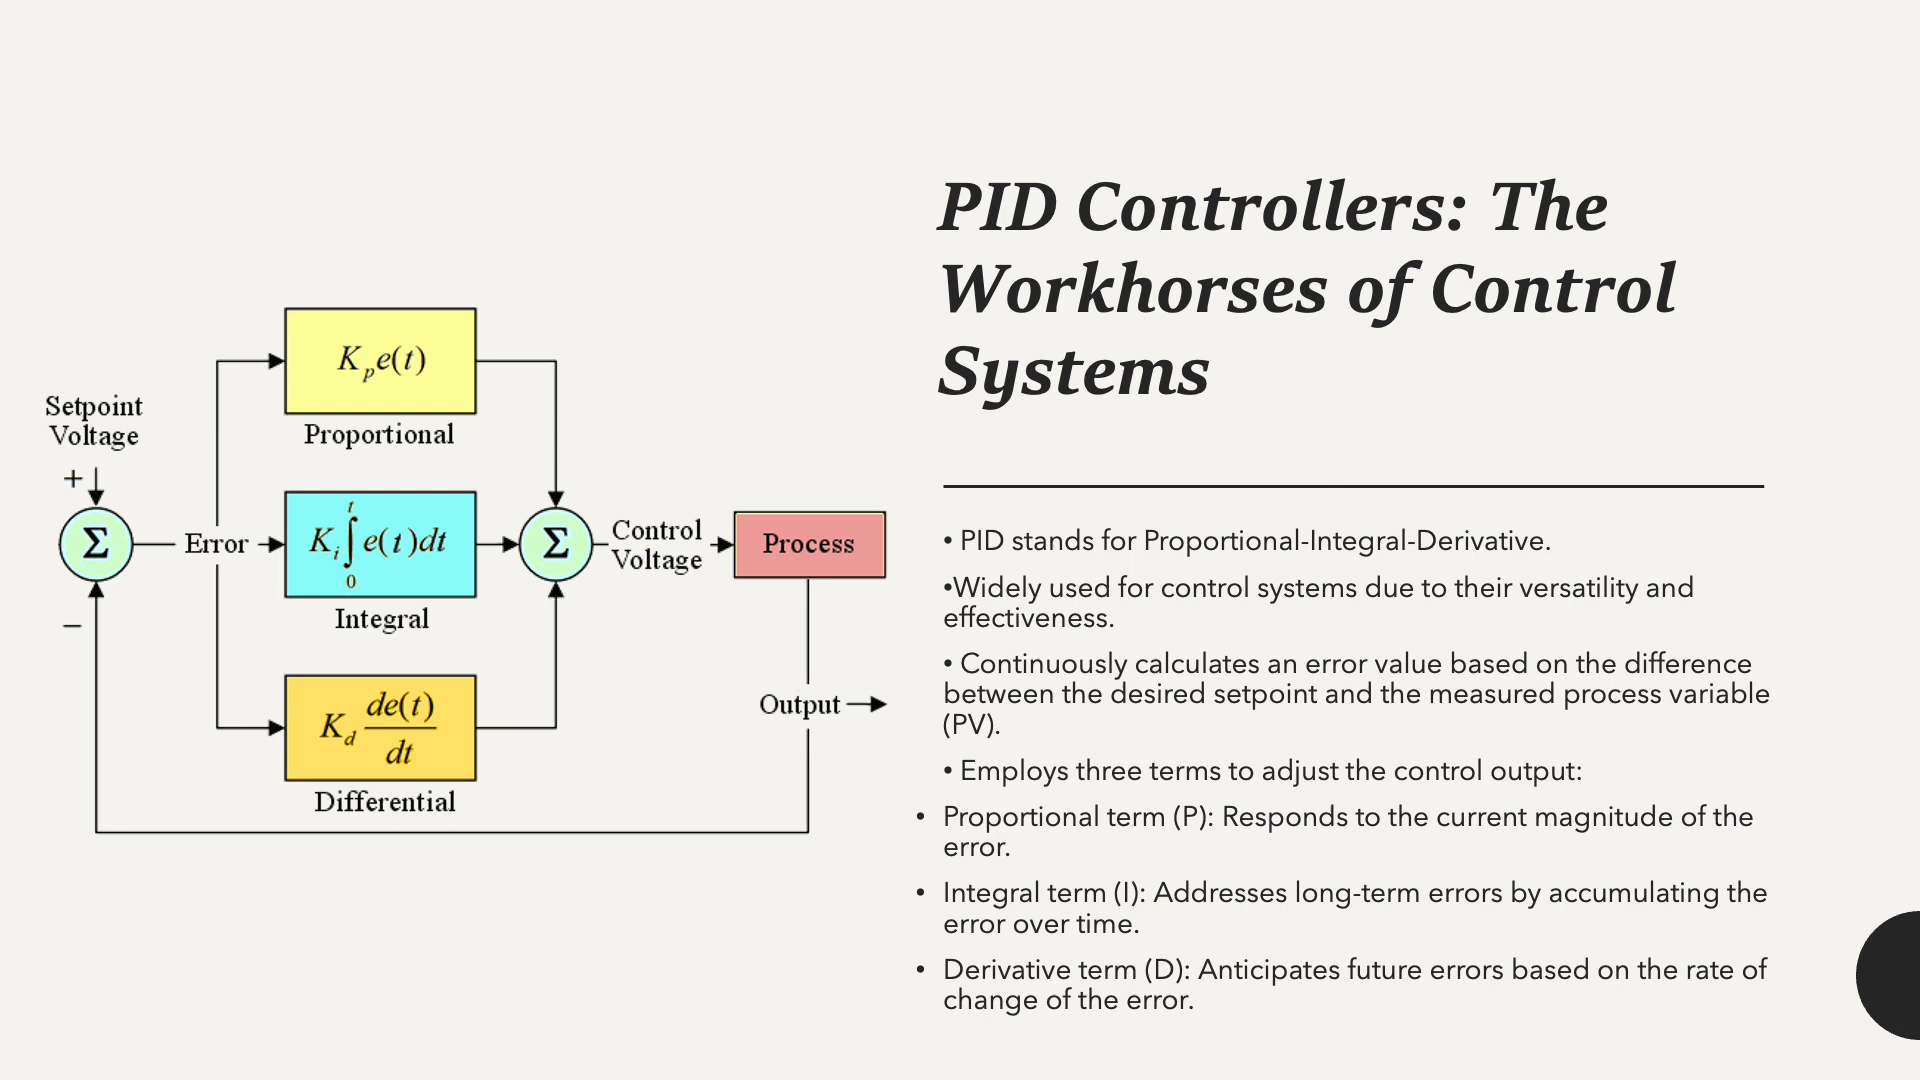 PID Controllers: The
Workhorses of Control
Systems
• PID stands for Proportional-Integral-Derivative.
•Widely used for control systems due to their versatility and
effectiveness.
• Continuously calculates an error value based on the difference
between the desired setpoint and the measured process variable
(PV).
• Employs three terms to adjust the control output:
• Proportional term (P): Responds to the current magnitude of the
error.
• Integral term (I): Addresses long-term errors by accumulating the
error over time.
• Derivative term (D): Anticipates future errors based on the rate of
change of the error.
Setpoint
Voltage
+
Σ
−
Error
K_p e(t)
Proportional
K_i ∫_0^t e(t)dt
Integral
K_d de(t)/dt
Differential
Σ
Control
Voltage
Process
Output